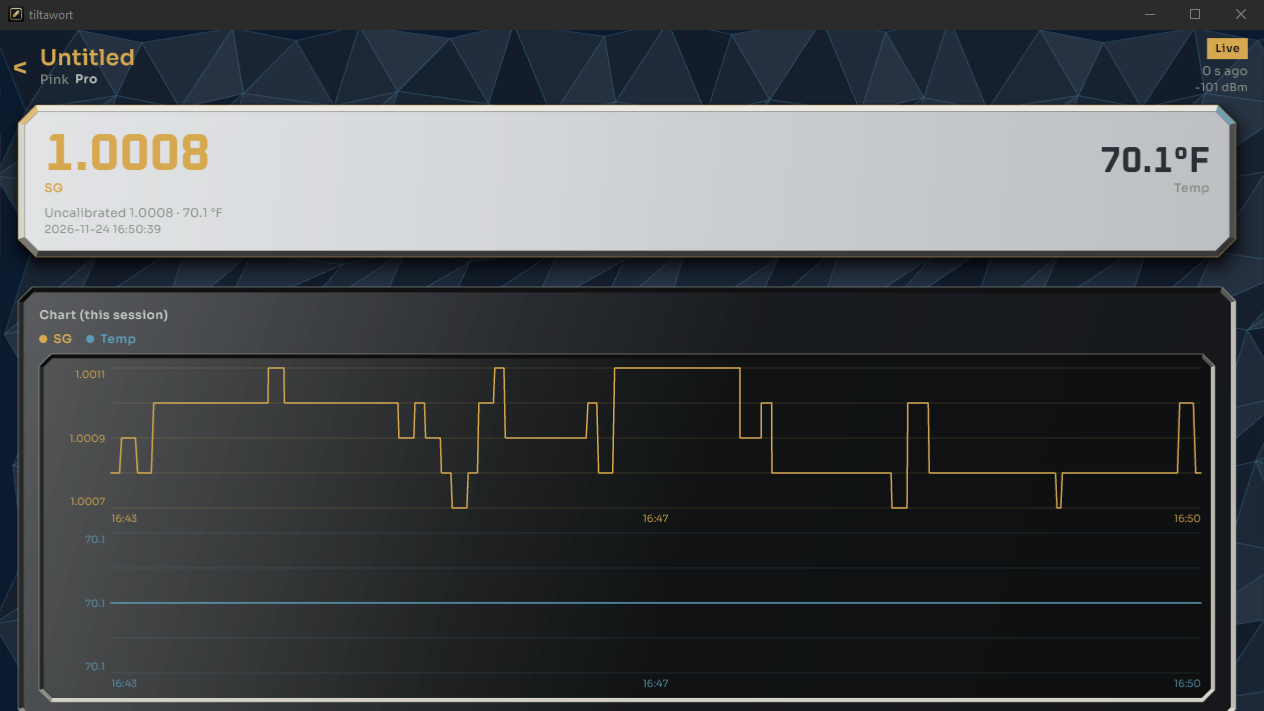 tiltawort
< Untitled
Pink Pro
Live
0 s ago
-101 dBm
1.0008
SG
Uncalibrated 1.0008 · 70.1 °F
2026-11-24 16:50:39
70.1°F
Temp
Chart (this session)
SG Temp
1.0011
1.0009
1.0007
16:43 16:47 16:50
70.1
70.1
70.1
16:43 16:47 16:50